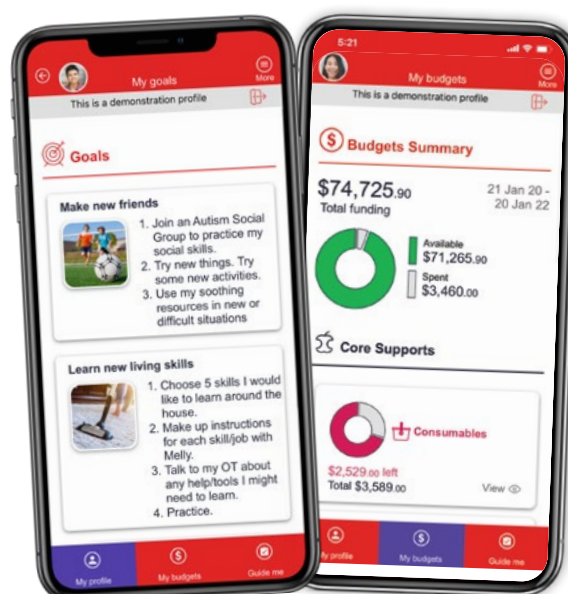 My goals
More
This is a demonstration profile
Goals
Make new friends
1. Join an Autism Social
Group to practice my
social skills.
2. Try new things. Try
some new activities.
3. Use my soothing
resources in new or
difficult situations
Learn new living skills
1. Choose 5 skills I would
like to learn around the
house.
2. Make up instructions
for each skill/job with
Melly.
3. Talk to my OT about
any help/tools I might
need to learn.
4. Practice.
My profile
My budgets
Guide me
5:21
My budgets
More
This is a demonstration profile
$ Budgets Summary
$74,725.90
Total funding
21 Jan 20 -
20 Jan 22
Available
$71,265.90
Spent
$3,460.00
Core Supports
Consumables
$2,529.00 left
Total $3,589.00
View
My profile
My budgets
Guide me